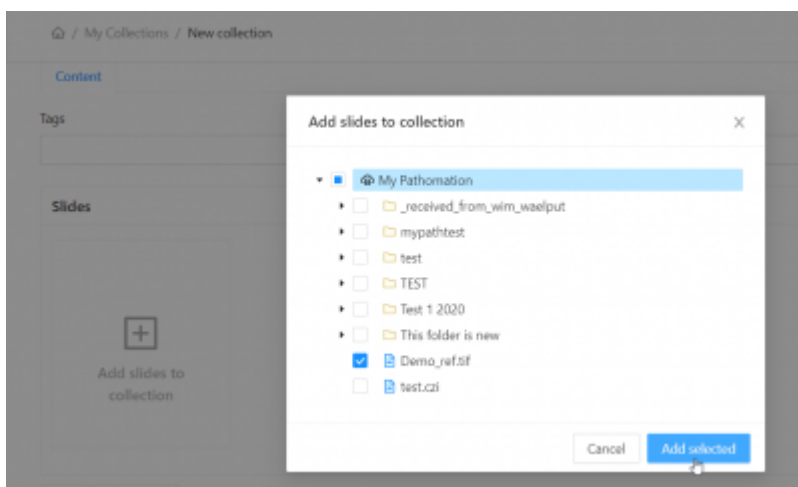 / My Collections / New collection
Content
Tags
Slides
Add slides to
collection
Add slides to collection
My Pathomation
_received_from_wim_waelput
mypathtest
test
TEST
Test 1 2020
This folder is new
Demo_ref.tif
test.czi
Cancel
Add selected